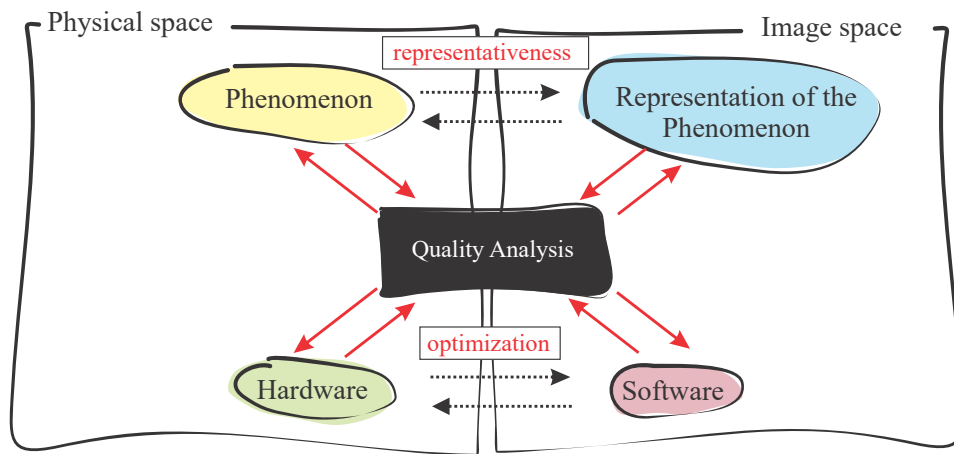 Physical space
Image space
representativeness
Phenomenon
Representation of the
Phenomenon
Quality Analysis
optimization
Hardware
Software